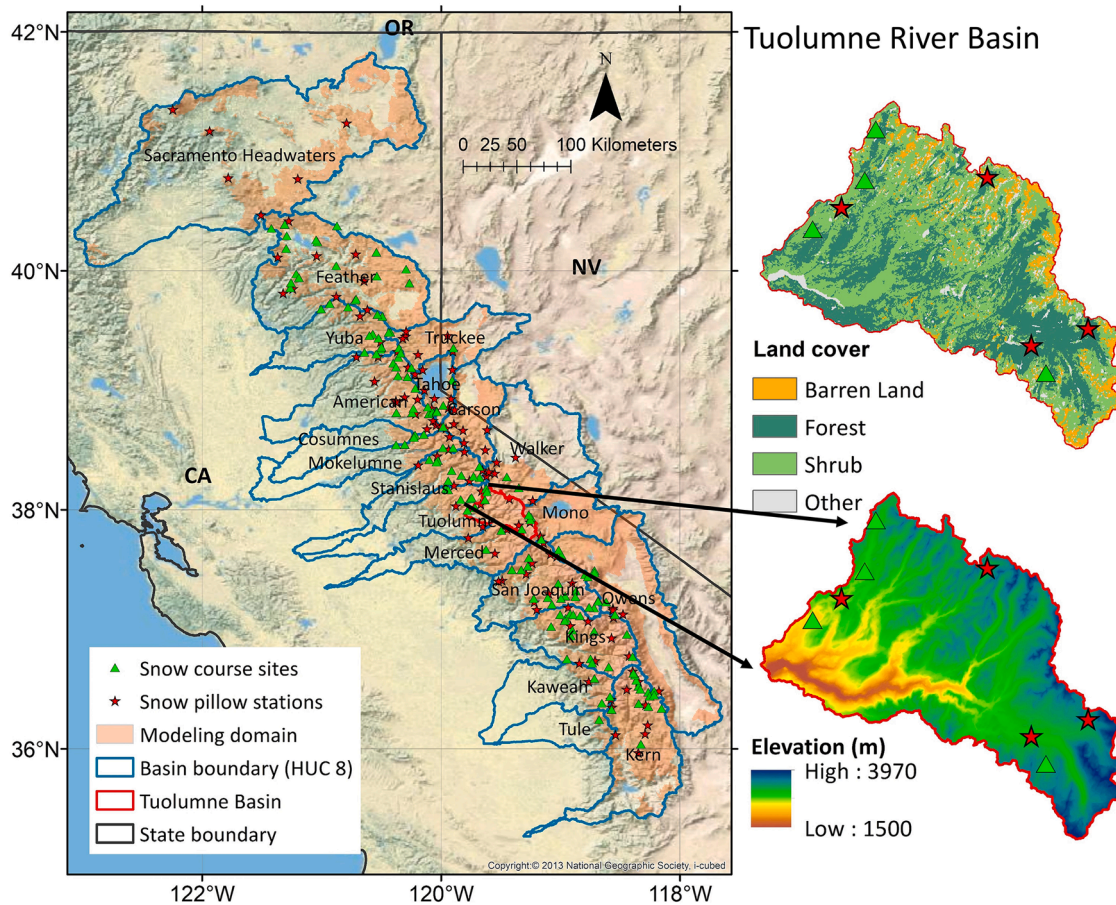 42°N
OR
Tuolumne River Basin
N
0 25 50 100 Kilometers
Sacramento Headwaters
40°N
NV
Feather
Yuba
Truckee
Tahoe
American
Carson
Cosumnes
Walker
Mokelumne
CA
Stanislaus
38°N
Mono
Tuolumne
Merced
San Joaquin
Owens
Kings
Kaweah
Tule
36°N
Kern
Snow course sites
Snow pillow stations
Modeling domain
Basin boundary (HUC 8)
Tuolumne Basin
State boundary
Copyright:© 2013 National Geographic Society, i-cubed
122°W
120°W
118°W
Land cover
Barren Land
Forest
Shrub
Other
Elevation (m)
High : 3970
Low : 1500